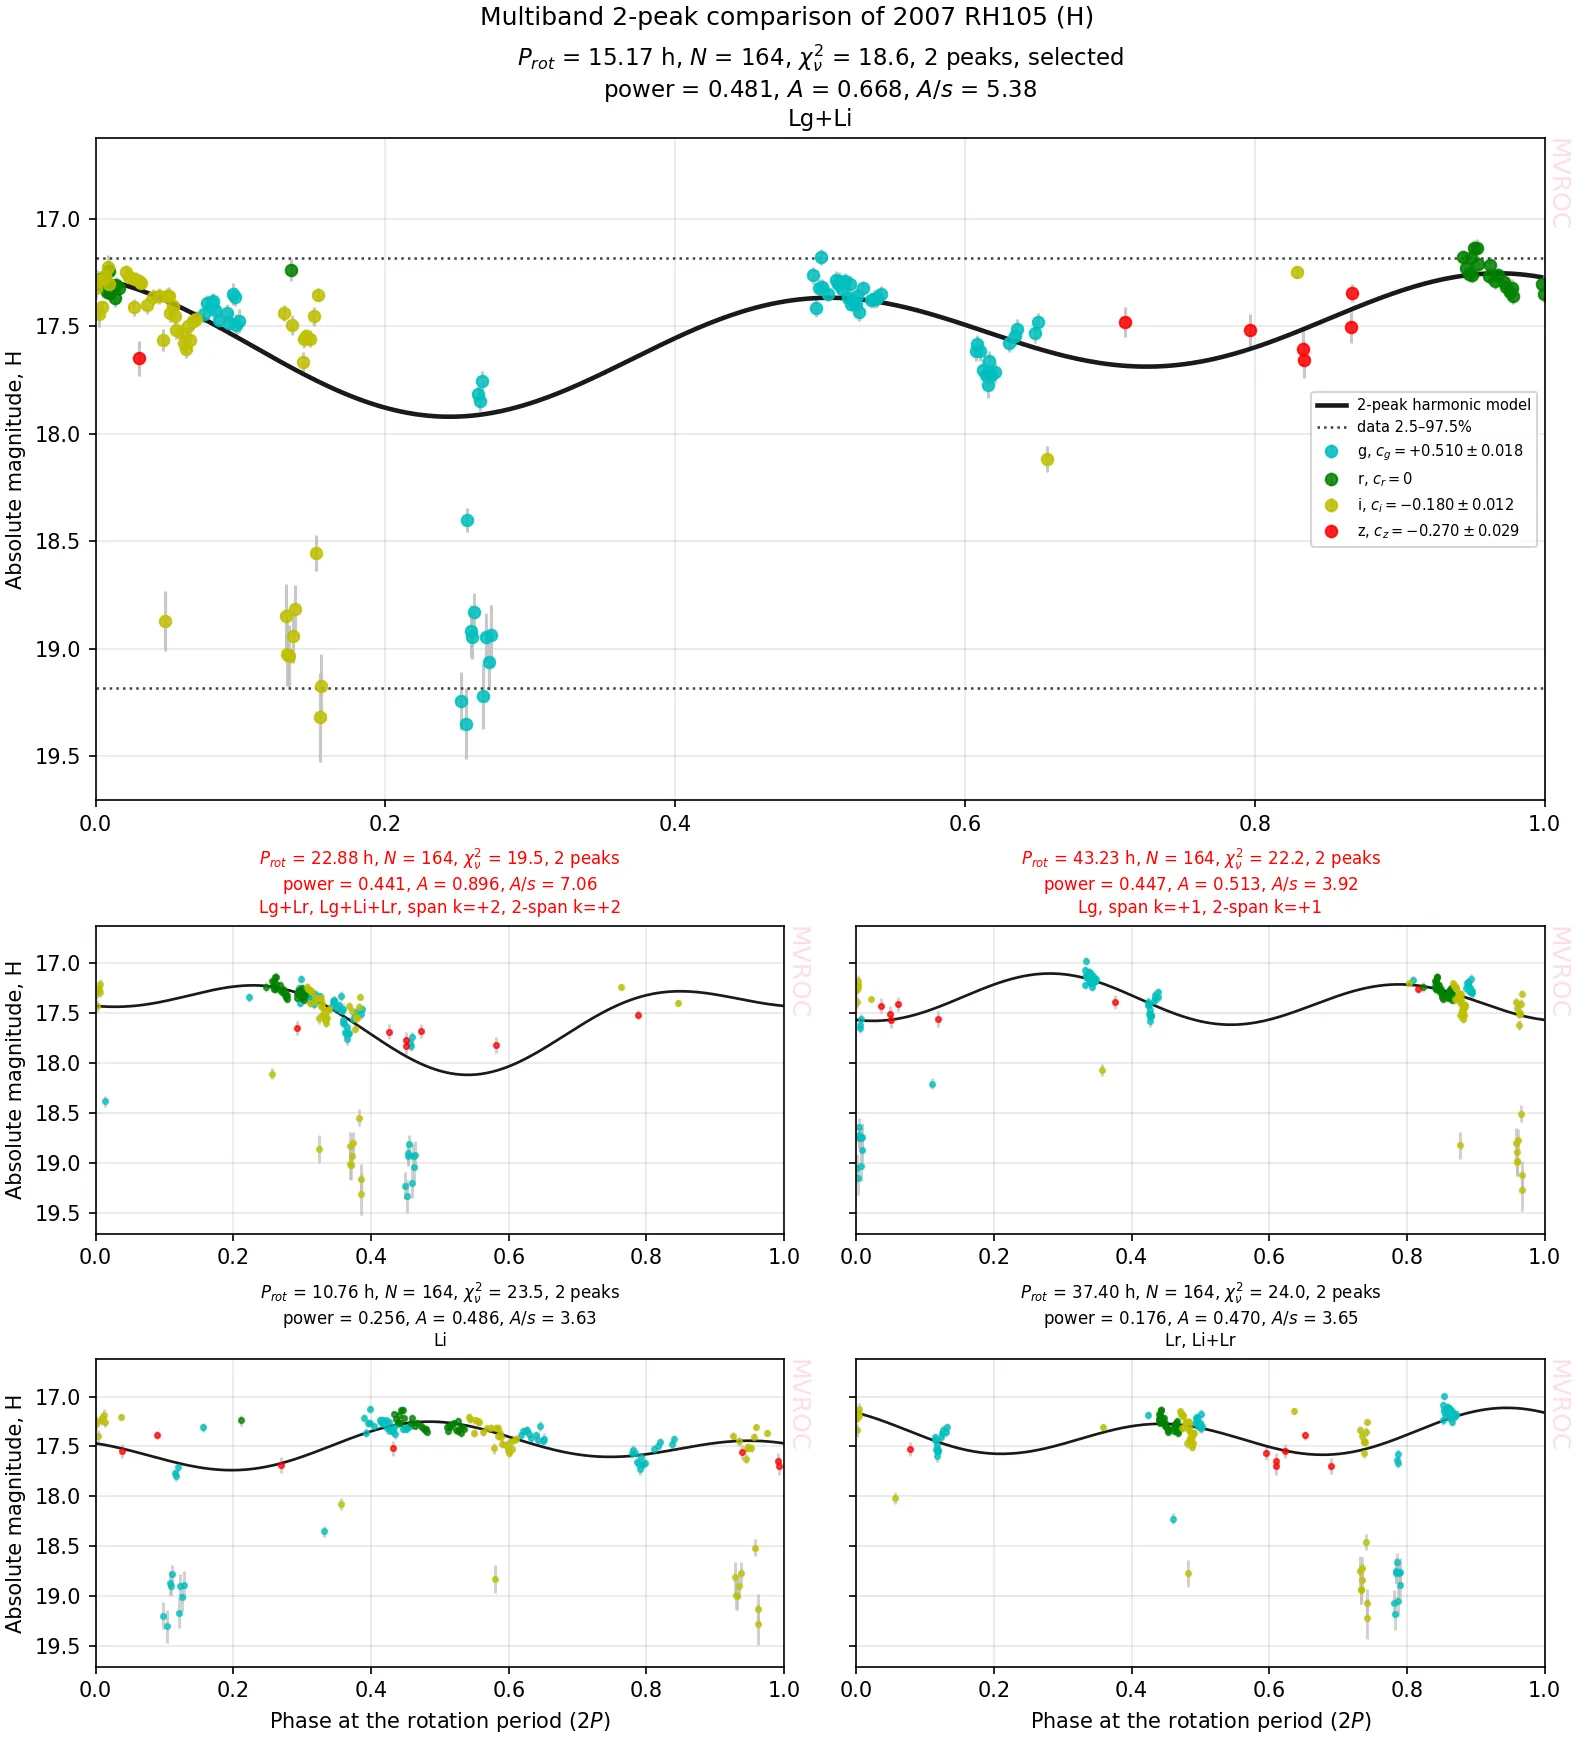 Multiband 2-peak comparison of 2007 RH105 (H)
P_rot = 15.17 h, N = 164, χ²_ν = 18.6, 2 peaks, selected
power = 0.481, A = 0.668, A/s = 5.38
Lg+Li
MVROC
Absolute magnitude, H
17.0
17.5
18.0
18.5
19.0
19.5
2-peak harmonic model
data 2.5–97.5%
g, c_g = +0.510 ± 0.018
r, c_r = 0
i, c_i = −0.180 ± 0.012
z, c_z = −0.270 ± 0.029
0.0 0.2 0.4 0.6 0.8 1.0
P_rot = 22.88 h, N = 164, χ²_ν = 19.5, 2 peaks
power = 0.441, A = 0.896, A/s = 7.06
Lg+Lr, Lg+Li+Lr, span k=+2, 2-span k=+2
MVROC
Absolute magnitude, H
17.0
17.5
18.0
18.5
19.0
19.5
0.0 0.2 0.4 0.6 0.8 1.0
P_rot = 43.23 h, N = 164, χ²_ν = 22.2, 2 peaks
power = 0.447, A = 0.513, A/s = 3.92
Lg, span k=+1, 2-span k=+1
MVROC
0.0 0.2 0.4 0.6 0.8 1.0
P_rot = 10.76 h, N = 164, χ²_ν = 23.5, 2 peaks
power = 0.256, A = 0.486, A/s = 3.63
Li
MVROC
Absolute magnitude, H
17.0
17.5
18.0
18.5
19.0
19.5
0.0 0.2 0.4 0.6 0.8 1.0
Phase at the rotation period (2P)
P_rot = 37.40 h, N = 164, χ²_ν = 24.0, 2 peaks
power = 0.176, A = 0.470, A/s = 3.65
Lr, Li+Lr
MVROC
0.0 0.2 0.4 0.6 0.8 1.0
Phase at the rotation period (2P)